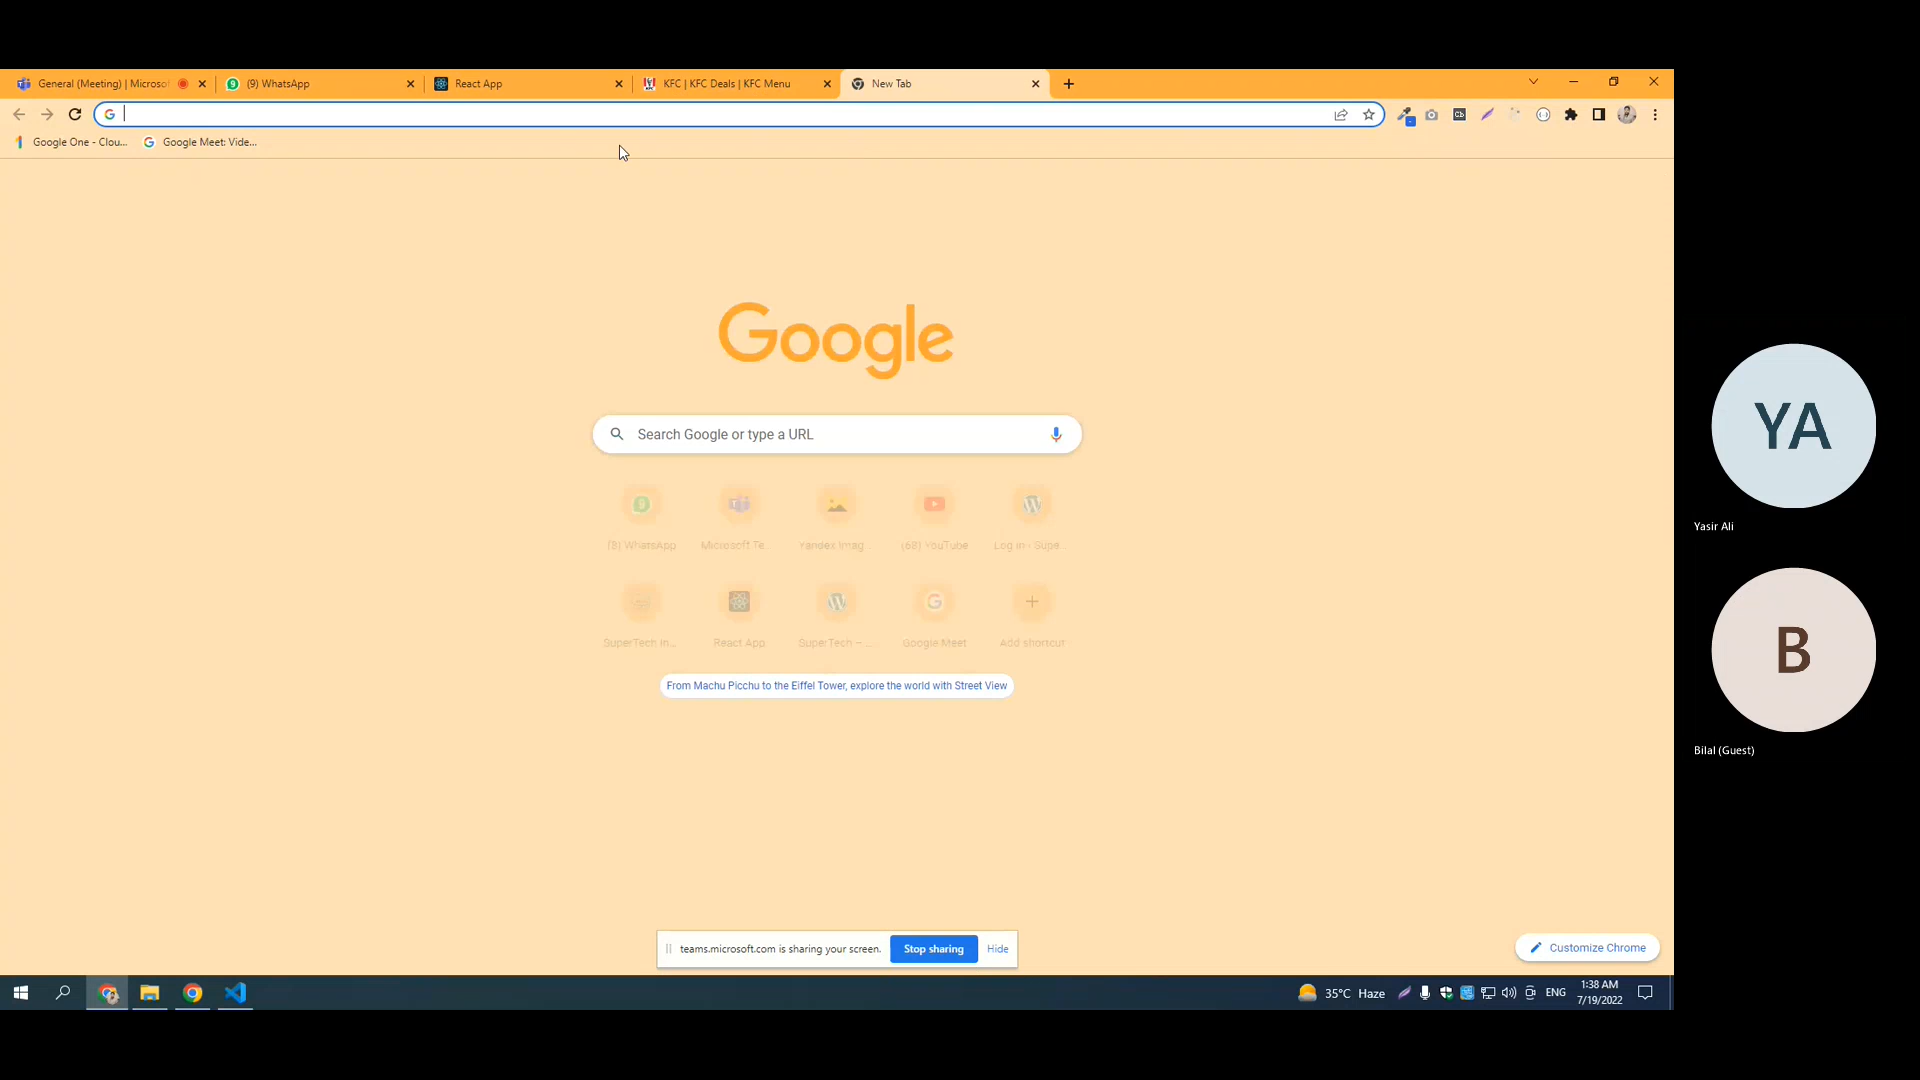 General (Meeting) | Microso
(9) WhatsApp
React App
KFC | KFC Deals | KFC Menu
New Tab
Google One - Clou...
Google Meet: Vide...
Google
Search Google or type a URL
(8) WhatsApp
Microsoft Te...
Yandex Imag...
(68) YouTube
Log In ‹ Supe...
SuperTech In...
React App
SuperTech – ...
Google Meet
Add shortcut
From Machu Picchu to the Eiffel Tower, explore the world with Street View
teams.microsoft.com is sharing your screen.
Stop sharing
Hide
Customize Chrome
35°C Haze
ENG
1:38 AM
7/19/2022
YA
Yasir Ali
B
Bilal (Guest)